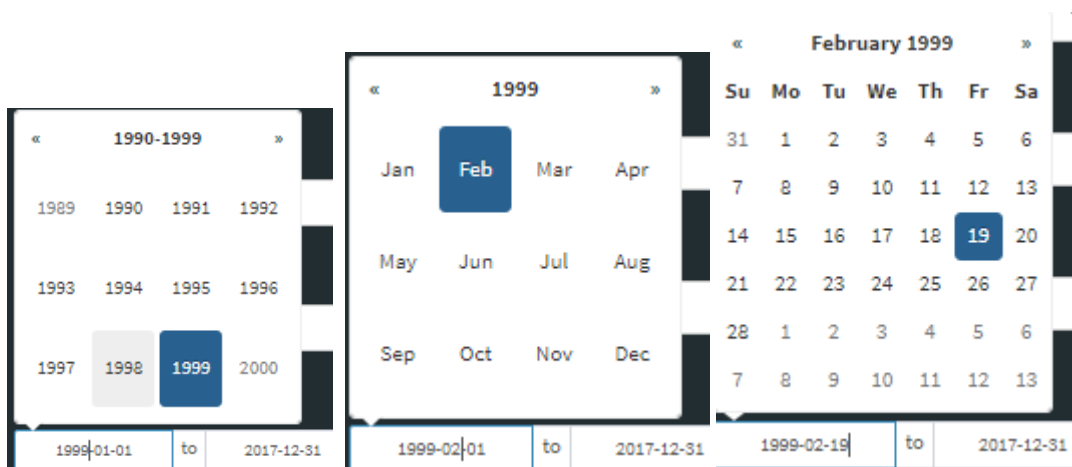 « 1990-1999 »
1989 1990 1991 1992
1993 1994 1995 1996
1997 1998 1999 2000
1999-01-01 to 2017-12-31
« 1999 »
Jan Feb Mar Apr
May Jun Jul Aug
Sep Oct Nov Dec
1999-02-01 to 2017-12-31
« February 1999 »
Su Mo Tu We Th Fr Sa
31 1 2 3 4 5 6
7 8 9 10 11 12 13
14 15 16 17 18 19 20
21 22 23 24 25 26 27
28 1 2 3 4 5 6
7 8 9 10 11 12 13
1999-02-19 to 2017-12-31